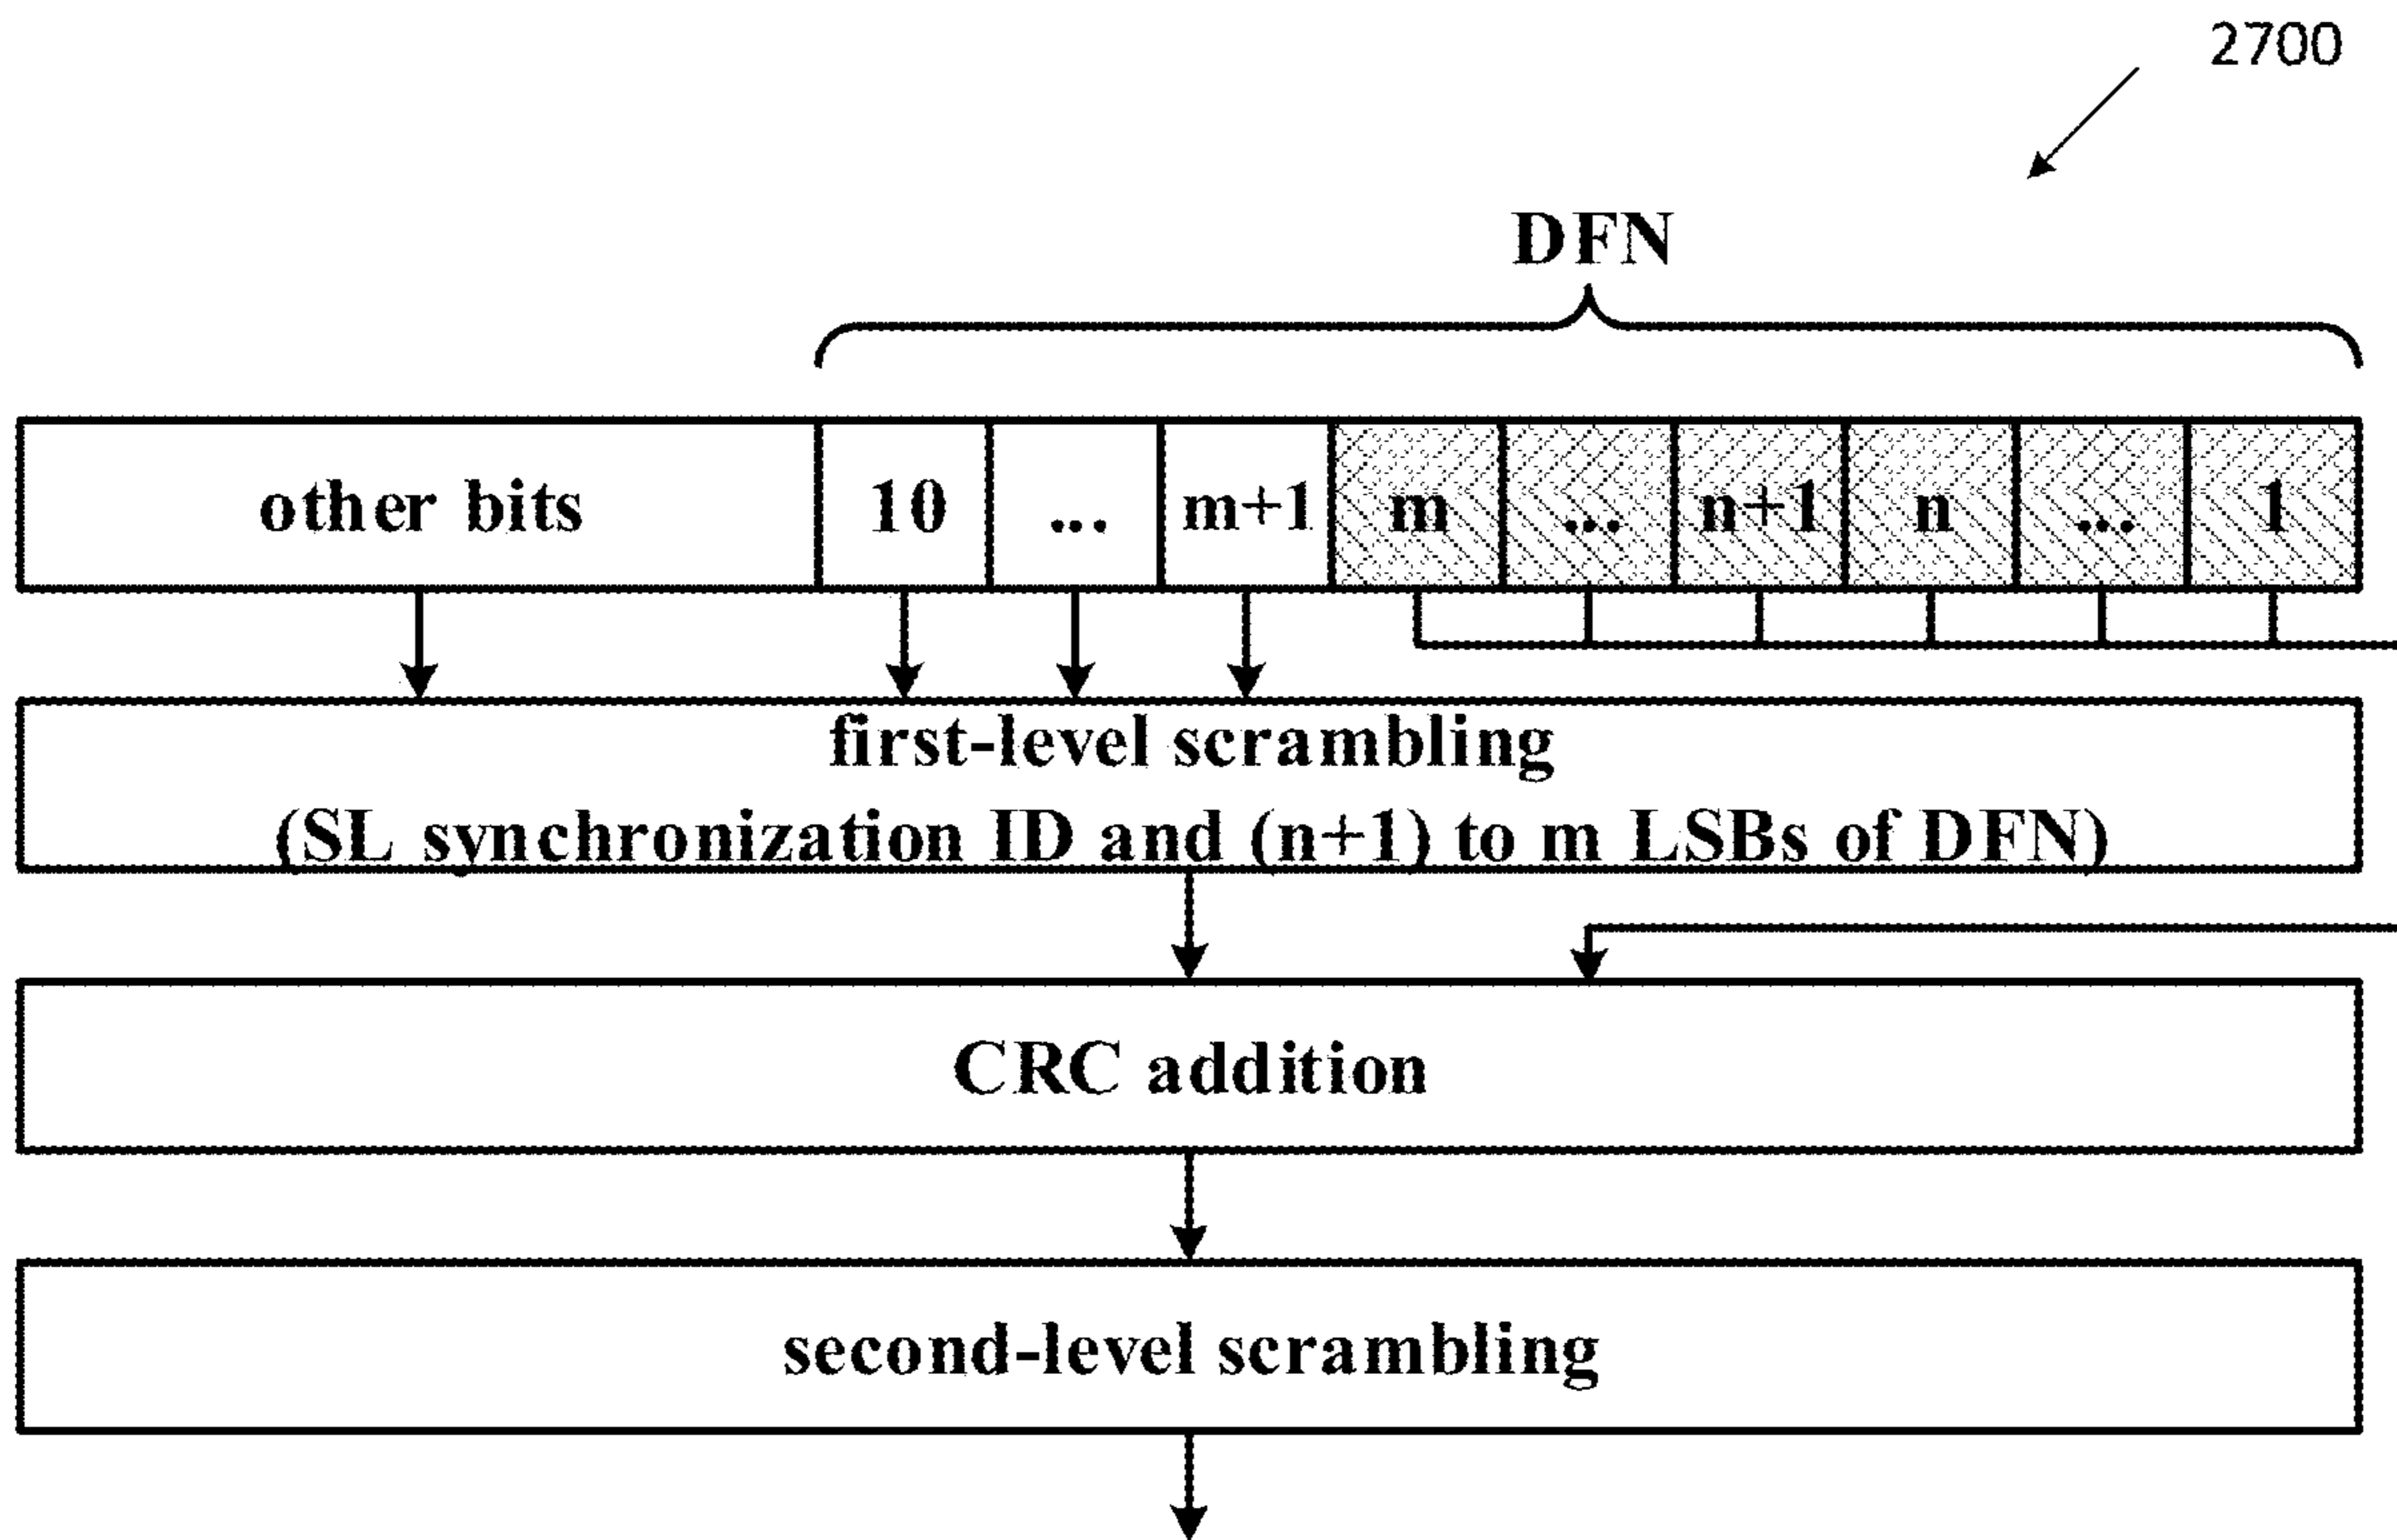 2700
DFN
other bits 10 ... m+1 m ... n+1 n ... 1
first-level scrambling
(SL synchronization ID and (n+1) to m LSBs of DFN)
CRC addition
second-level scrambling